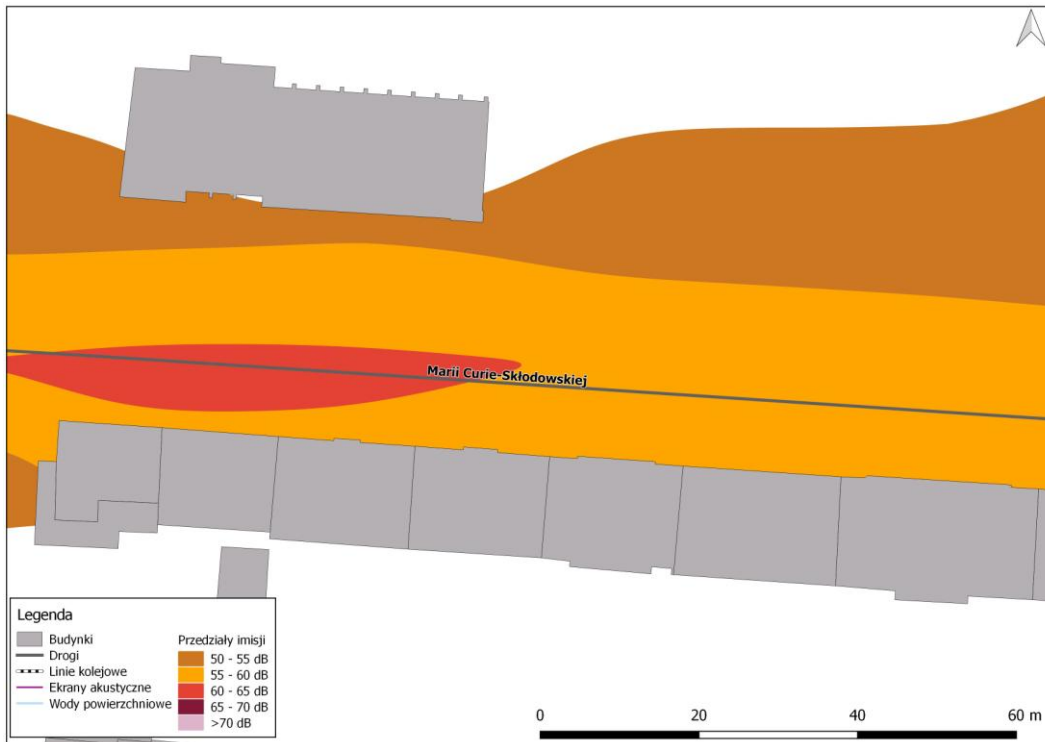 Marii Curie-Skłodowskiej
Legenda
Budynki
Drogi
Linie kolejowe
Ekrany akustyczne
Wody powierzchniowe
Przedziały imisji
50 - 55 dB
55 - 60 dB
60 - 65 dB
65 - 70 dB
>70 dB
0 20 40 60 m